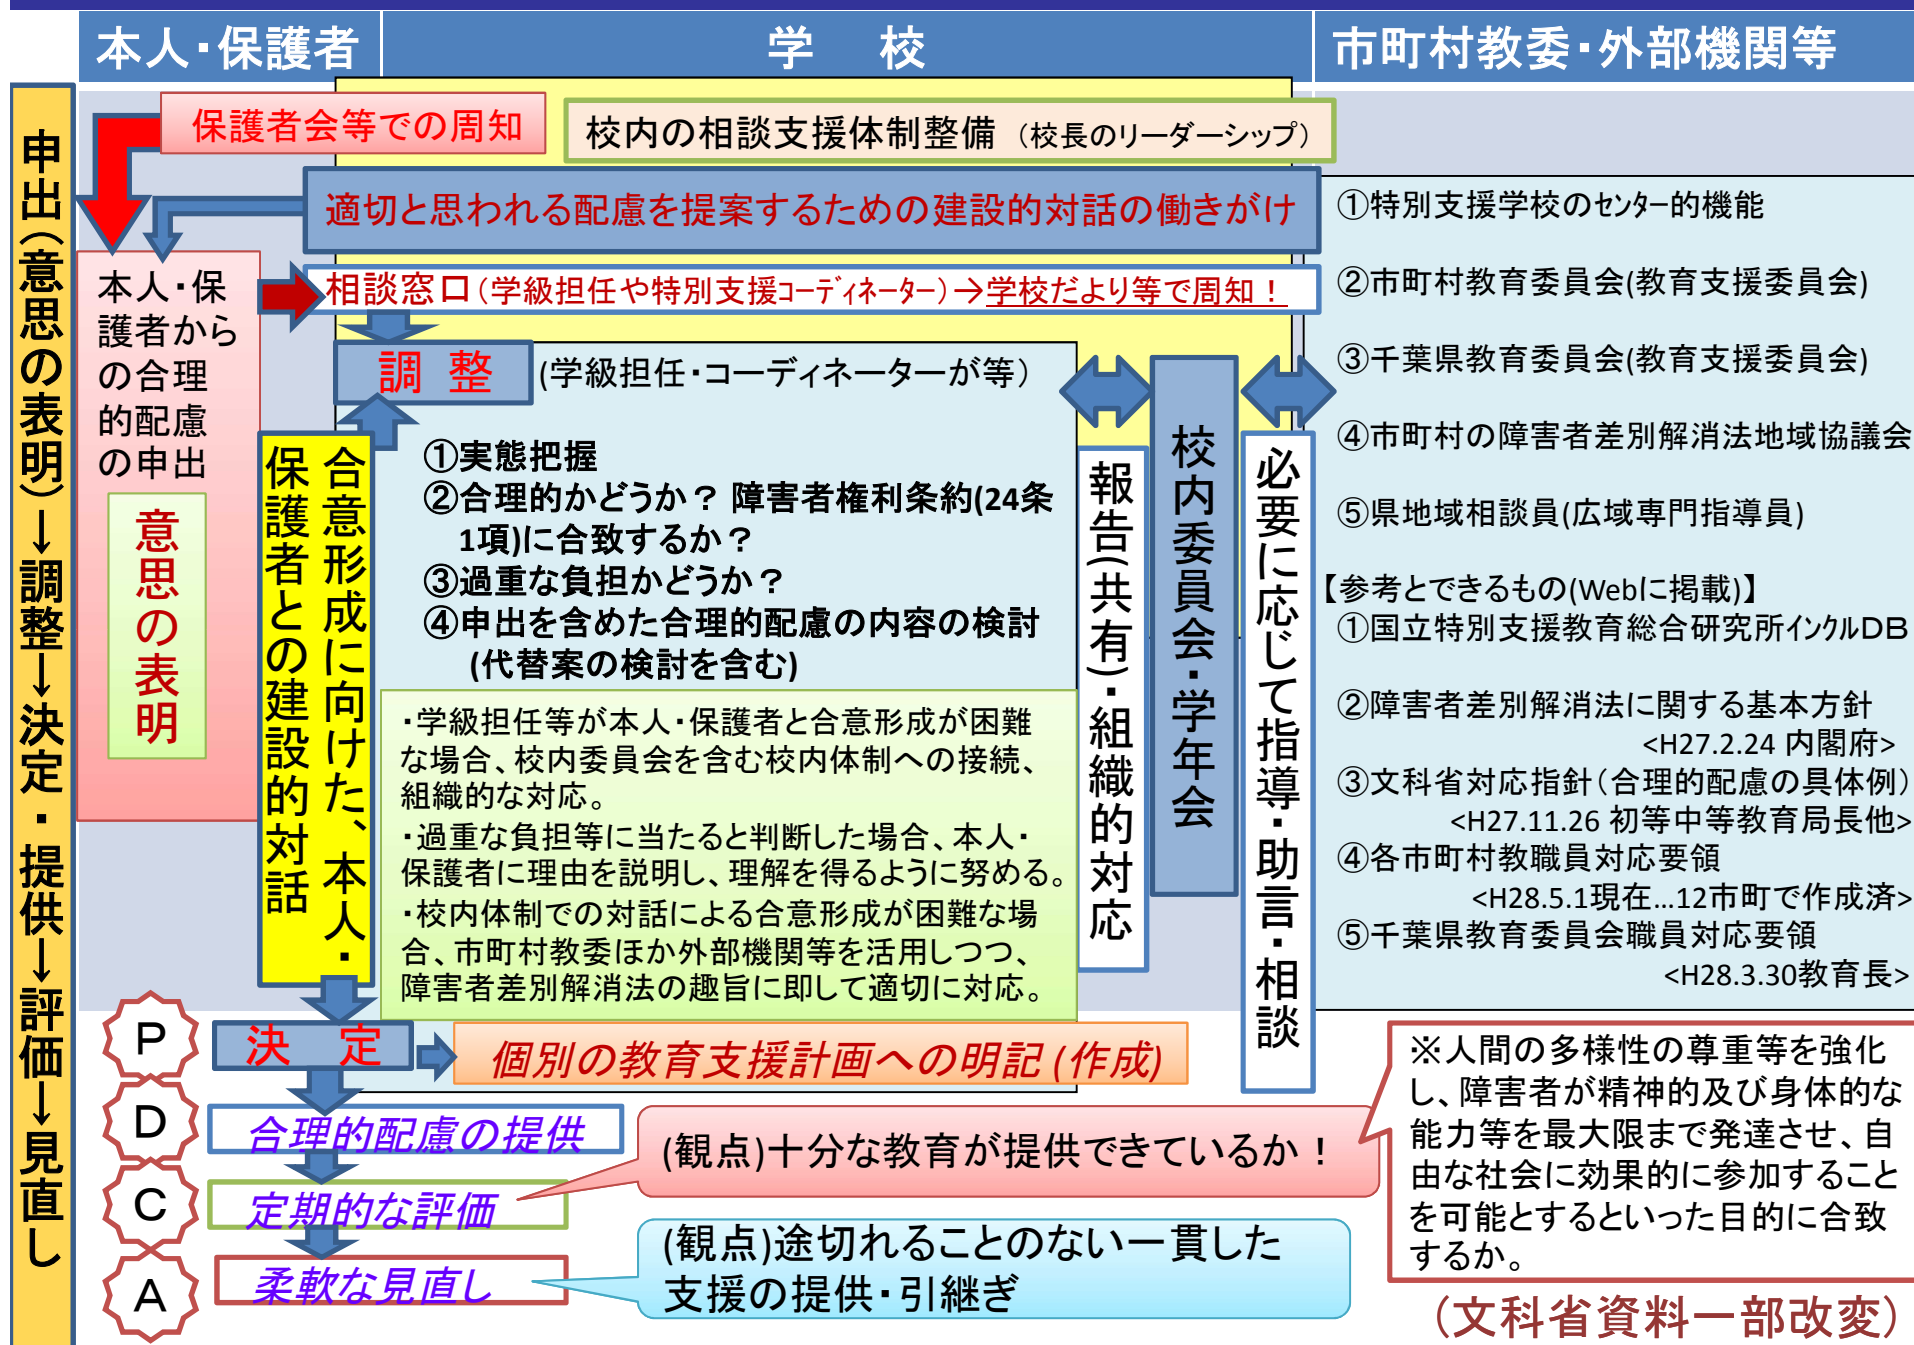 本人・保護者
学　校
市町村教委・外部機関等
申出（意思の表明）→調整→決定・提供→評価→見直し
保護者会等での周知
校内の相談支援体制整備（校長のリーダーシップ）
適切と思われる配慮を提案するための建設的対話の働きがけ
本人・保
護者から
の合理
的配慮
の申出
意思の表明
相談窓口（学級担任や特別支援ｺｰﾃﾞｨﾈｰﾀｰ）→学校だより等で周知！
調　整
(学級担任・コーディネーターが等）
合意形成に向けた、本人・
保護者との建設的対話
①実態把握
②合理的かどうか？ 障害者権利条約(24条
1項)に合致するか？
③過重な負担かどうか？
④申出を含めた合理的配慮の内容の検討
(代替案の検討を含む)
・学級担任等が本人・保護者と合意形成が困難
な場合、校内委員会を含む校内体制への接続、
組織的な対応。
・過重な負担等に当たると判断した場合、本人・
保護者に理由を説明し、理解を得るように努める。
・校内体制での対話による合意形成が困難な場
合、市町村教委ほか外部機関等を活用しつつ、
障害者差別解消法の趣旨に即して適切に対応。
報告(共有)・組織的対応
校内委員会・学年会
必要に応じて指導・助言・相談
①特別支援学校のｾﾝﾀｰ的機能
②市町村教育委員会(教育支援委員会)
③千葉県教育委員会(教育支援委員会)
④市町村の障害者差別解消法地域協議会
⑤県地域相談員(広域専門指導員)
【参考とできるもの(Webに掲載)】
①国立特別支援教育総合研究所ｲﾝｸﾙDB
②障害者差別解消法に関する基本方針
<H27.2.24 内閣府>
③文科省対応指針（合理的配慮の具体例）
<H27.11.26 初等中等教育局長他>
④各市町村教職員対応要領
<H28.5.1現在…12市町で作成済>
⑤千葉県教育委員会職員対応要領
<H28.3.30教育長>
P
決　定
個別の教育支援計画への明記(作成)
D
合理的配慮の提供
C
定期的な評価
A
柔軟な見直し
(観点)十分な教育が提供できているか！
(観点)途切れることのない一貫した
支援の提供・引継ぎ
※人間の多様性の尊重等を強化
し、障害者が精神的及び身体的な
能力等を最大限まで発達させ、自
由な社会に効果的に参加すること
を可能とするといった目的に合致
するか。
（文科省資料一部改変）